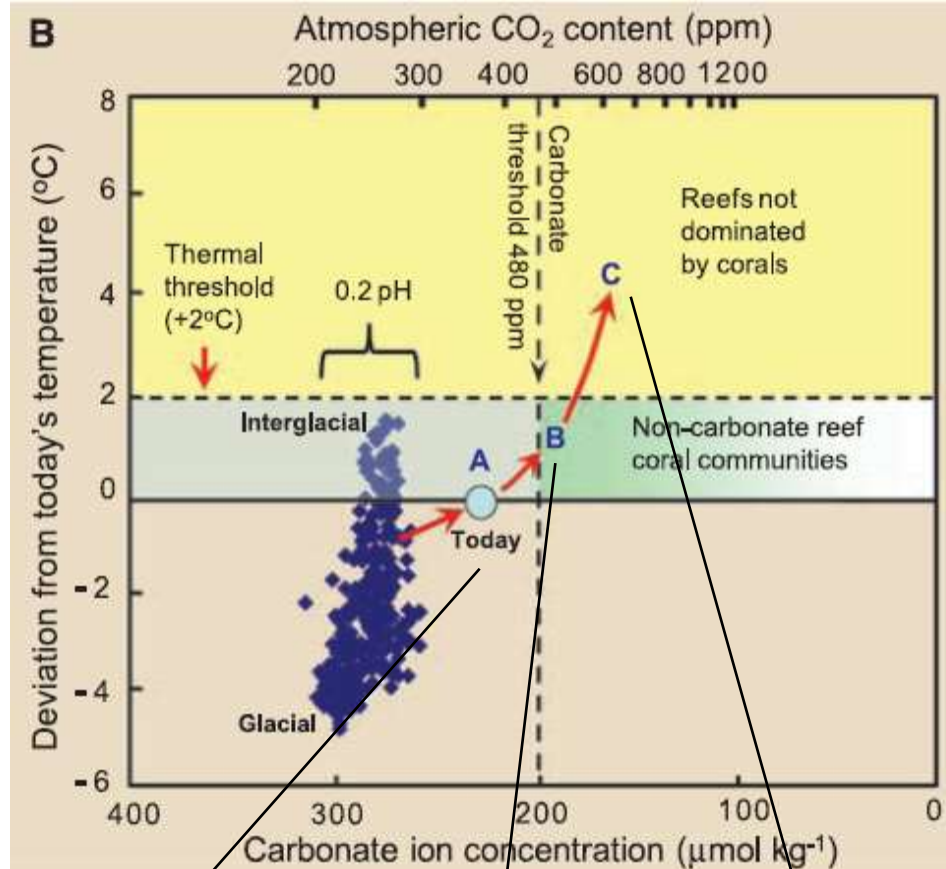 B
Atmospheric CO2 content (ppm)
200 300 400 600 800 1200
8
6
4
2
0
-2
-4
-6
Deviation from today's temperature (ºC)
Thermal
threshold
(+2ºC)
0.2 pH
Carbonate
threshold 480 ppm
Reefs not
dominated
by corals
C
Interglacial
A
B
Non-carbonate reef
coral communities
Today
Glacial
400 300 200 100 0
Carbonate ion concentration (μmol kg-1)